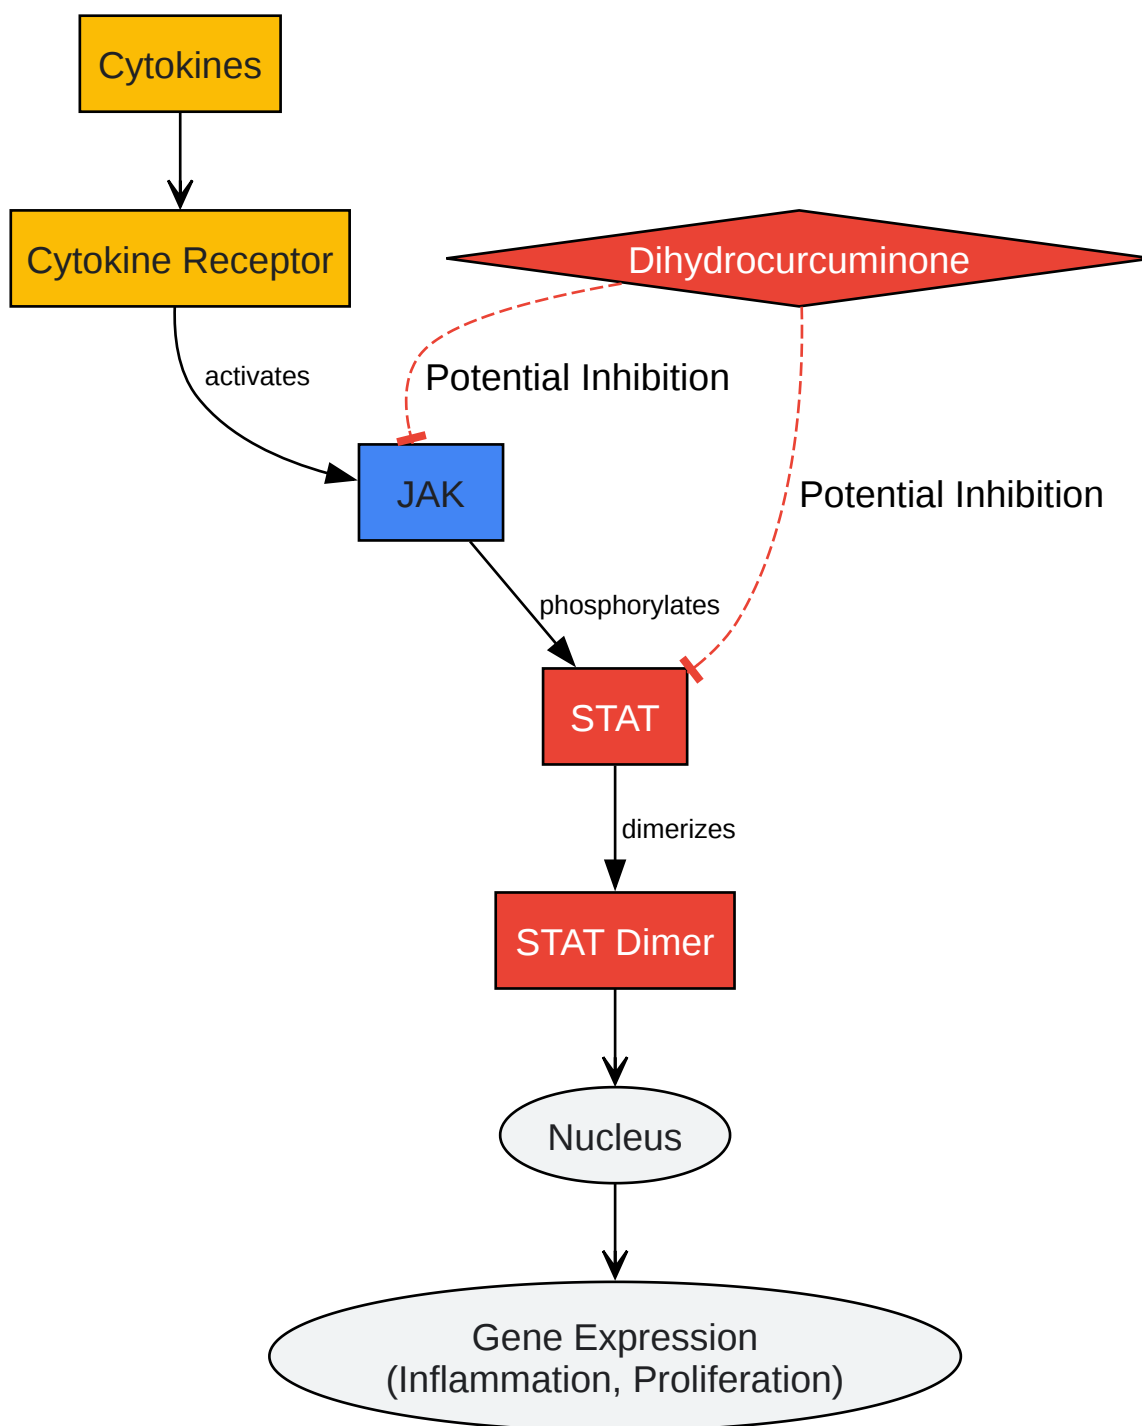 Cytokines
Cytokine Receptor
Dihydrocurcuminone
activates
Potential Inhibition
JAK
Potential Inhibition
phosphorylates
STAT
dimerizes
STAT Dimer
Nucleus
Gene Expression
(Inflammation, Proliferation)